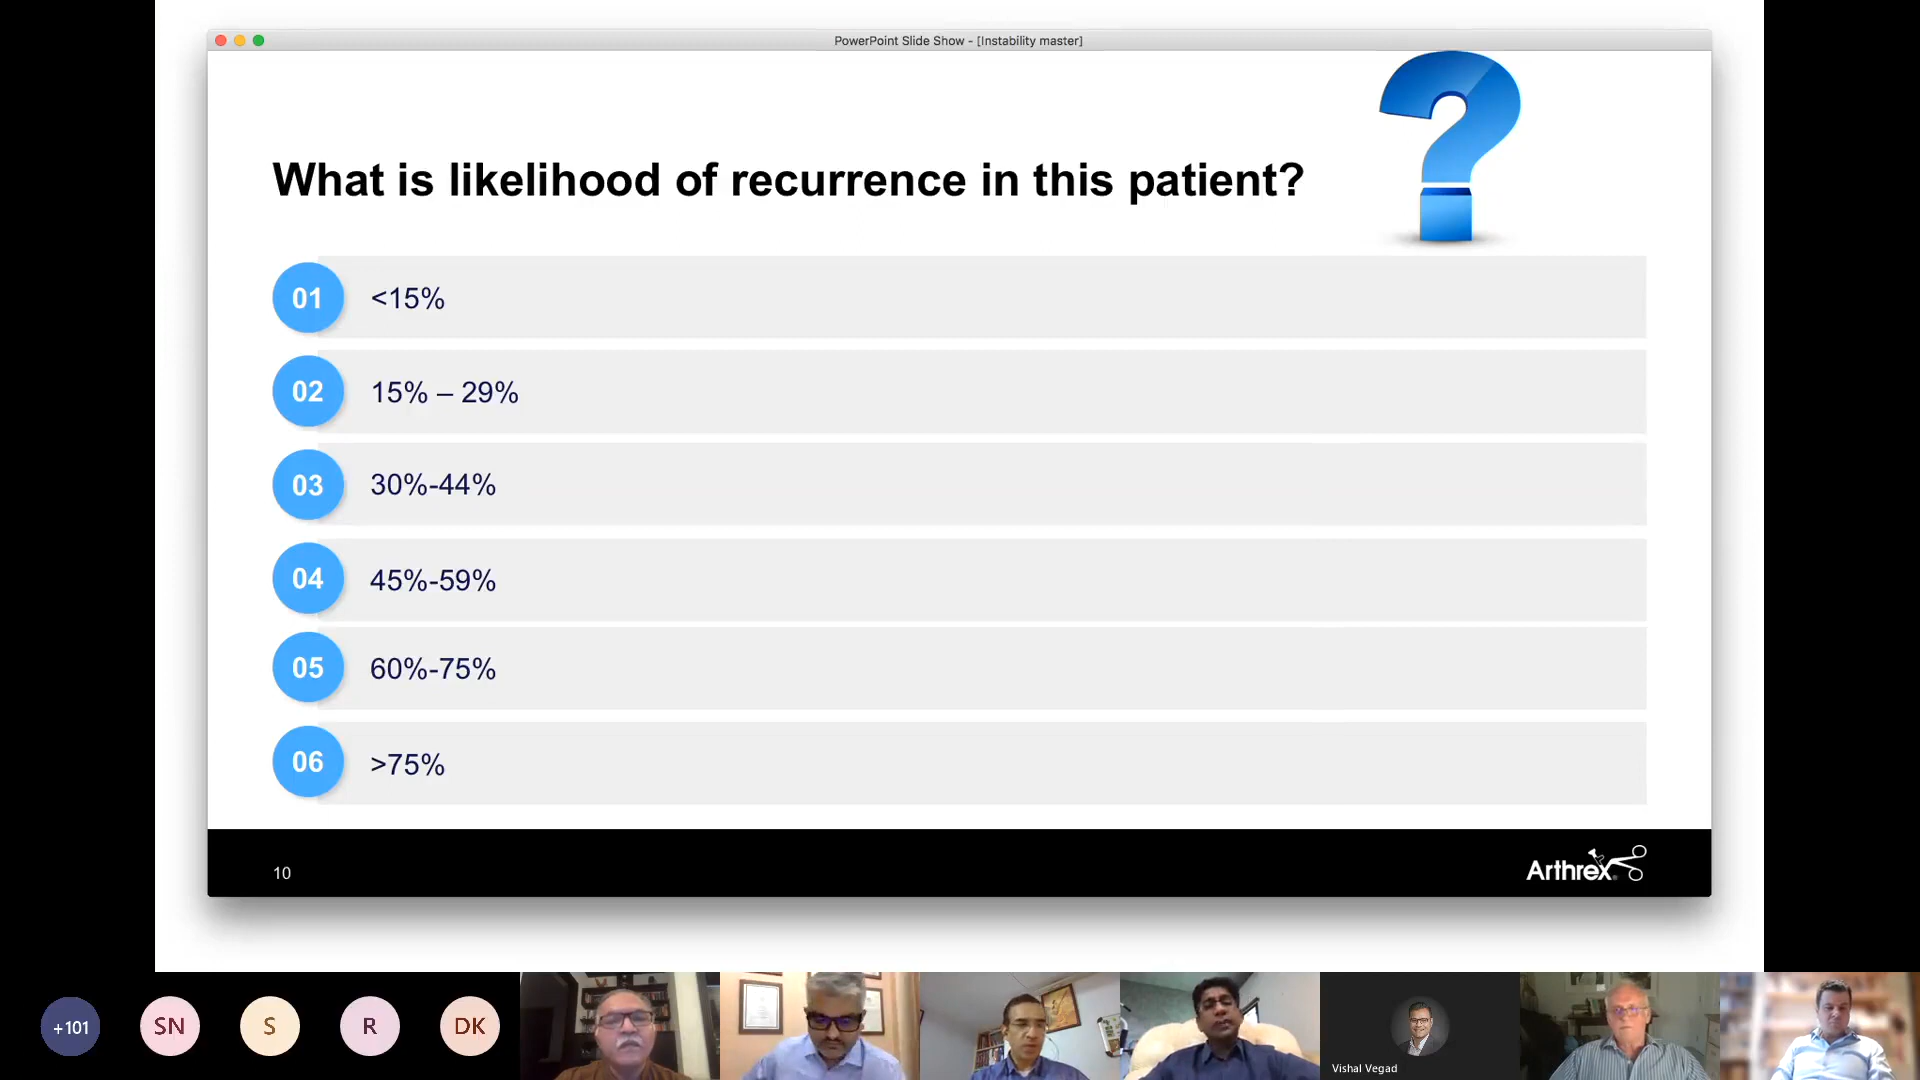 PowerPoint Slide Show - [Instability master]
What is likelihood of recurrence in this patient?
01 <15%
02 15% – 29%
03 30%-44%
04 45%-59%
05 60%-75%
06 >75%
10
Arthrex
+101
SN
S
R
DK
Vishal Vegad